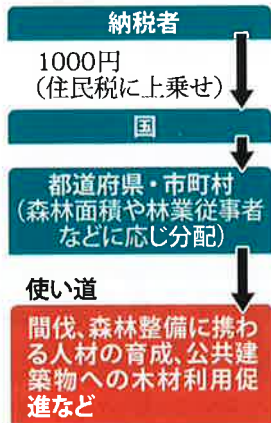 納税者
1000円
（住民税に上乗せ）
国
都道府県・市町村
（森林面積や林業従事者
などに応じ分配）
使い道
間伐、森林整備に携わ
る人材の育成、公共建
築物への木材利用促
進など